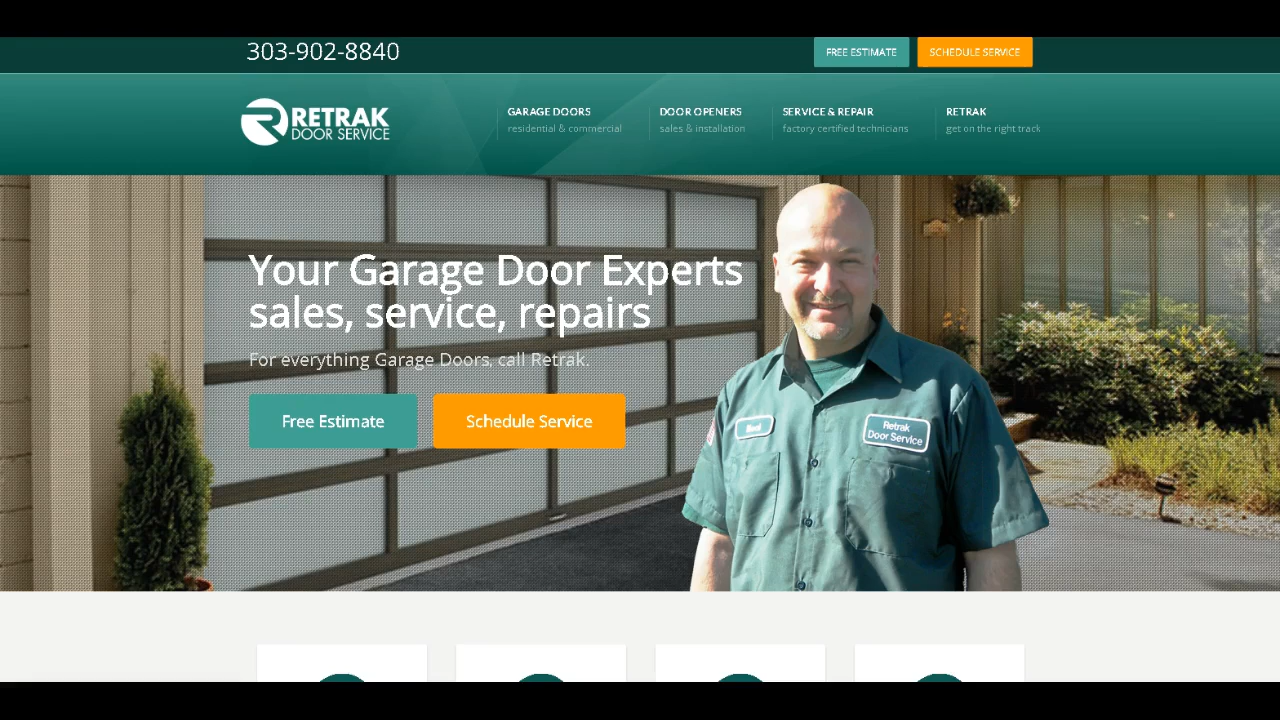 303-902-8840
FREE ESTIMATE
SCHEDULE SERVICE
RETRAK
DOOR SERVICE
GARAGE DOORS
residential & commercial
DOOR OPENERS
sales & installation
SERVICE & REPAIR
factory certified technicians
RETRAK
get on the right track
Your Garage Door Experts
sales, service, repairs
For everything Garage Doors, call Retrak.
Free Estimate
Schedule Service
Retrak
Door Service